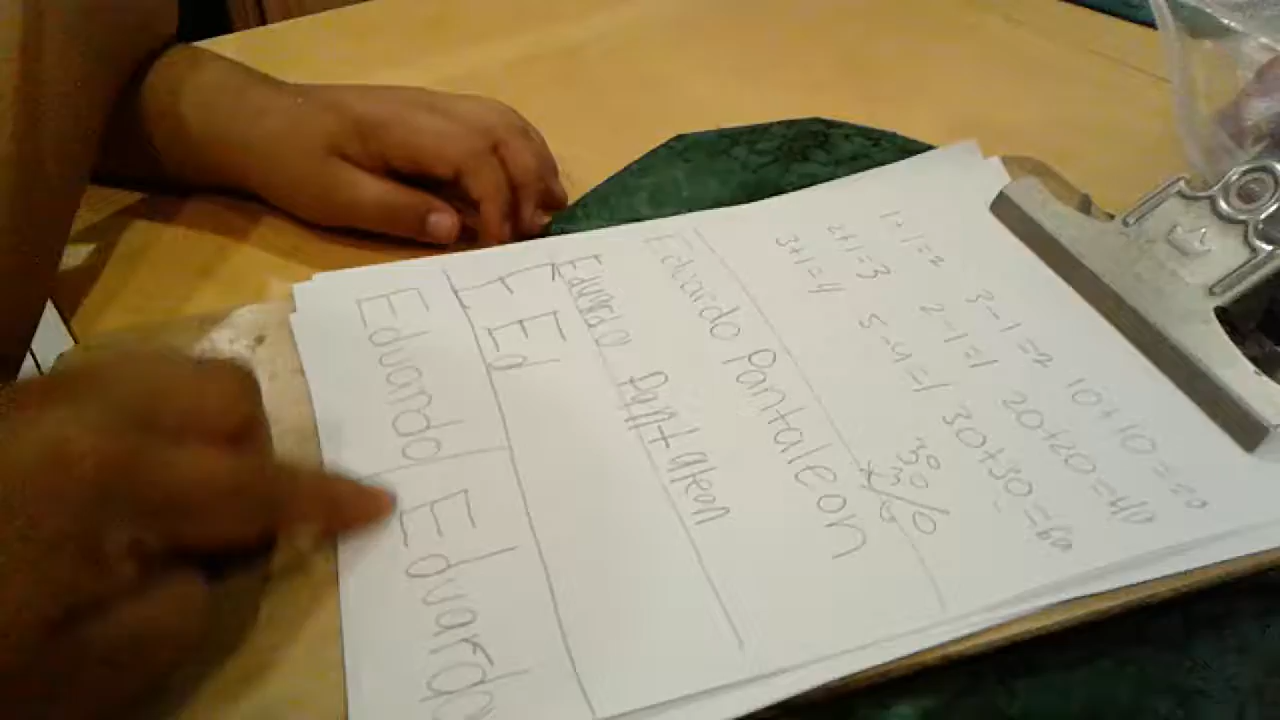 1+1=2
2+1=3
3+1=4
3-1=2
2-1=1
5-4=1
10+10=20
20+20=40
30+30=60
30
30
Eduardo Pantaleon
Eduardo Pantaleon
E Ed
Eduardo Eduardo